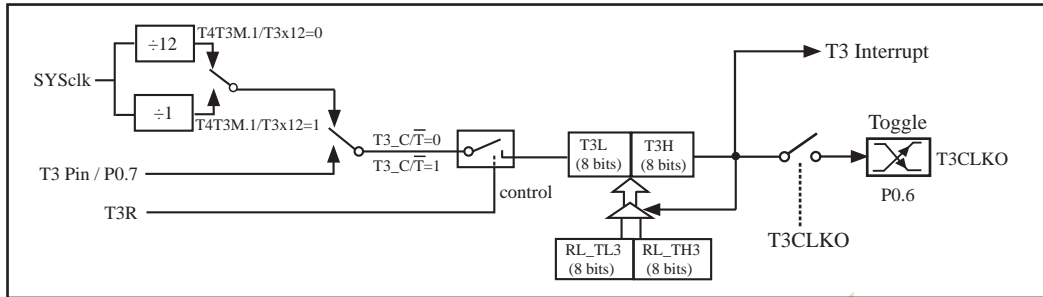 ÷12
T4T3M.1/T3x12=0
SYSclk
÷1
T4T3M.1/T3x12=1
T3 Pin / P0.7
T3R
T3_C/T̅=0
T3_C/T̅=1
control
T3L
(8 bits)
T3H
(8 bits)
RL_TL3
(8 bits)
RL_TH3
(8 bits)
T3 Interrupt
Toggle
T3CLKO
P0.6
T3CLKO